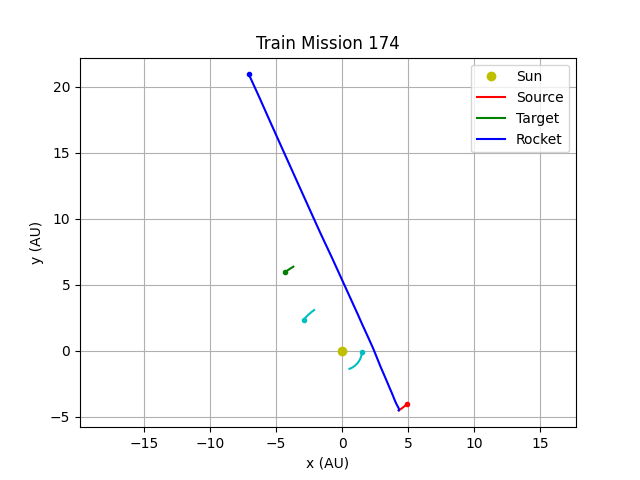 Train Mission 174
Sun
Source
Target
Rocket
20
15
10
5
0
−5
−15
−10
−5
0
5
10
15
y (AU)
x (AU)